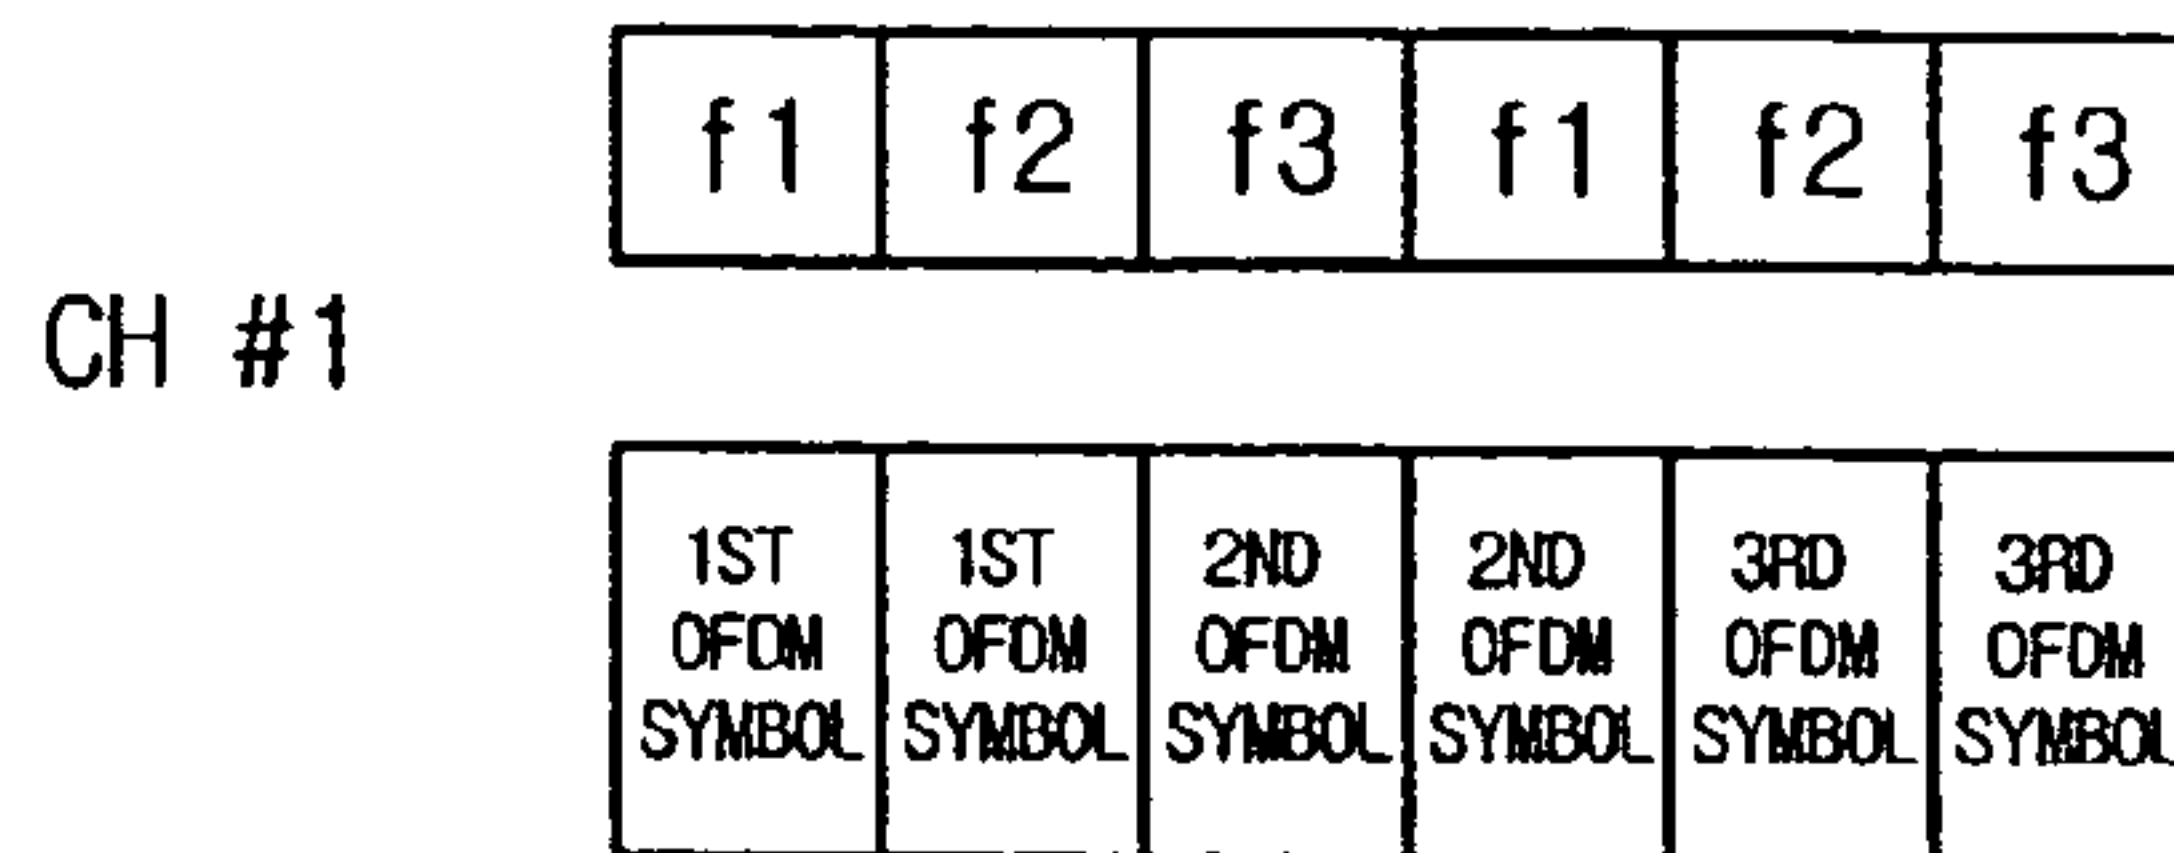 f1 f2 f3 f1 f2 f3
CH #1
1ST 1ST 2ND 2ND 3RD 3RD
OFDM OFDM OFDM OFDM OFDM OFDM
SYMBOL SYMBOL SYMBOL SYMBOL SYMBOL SYMBOL